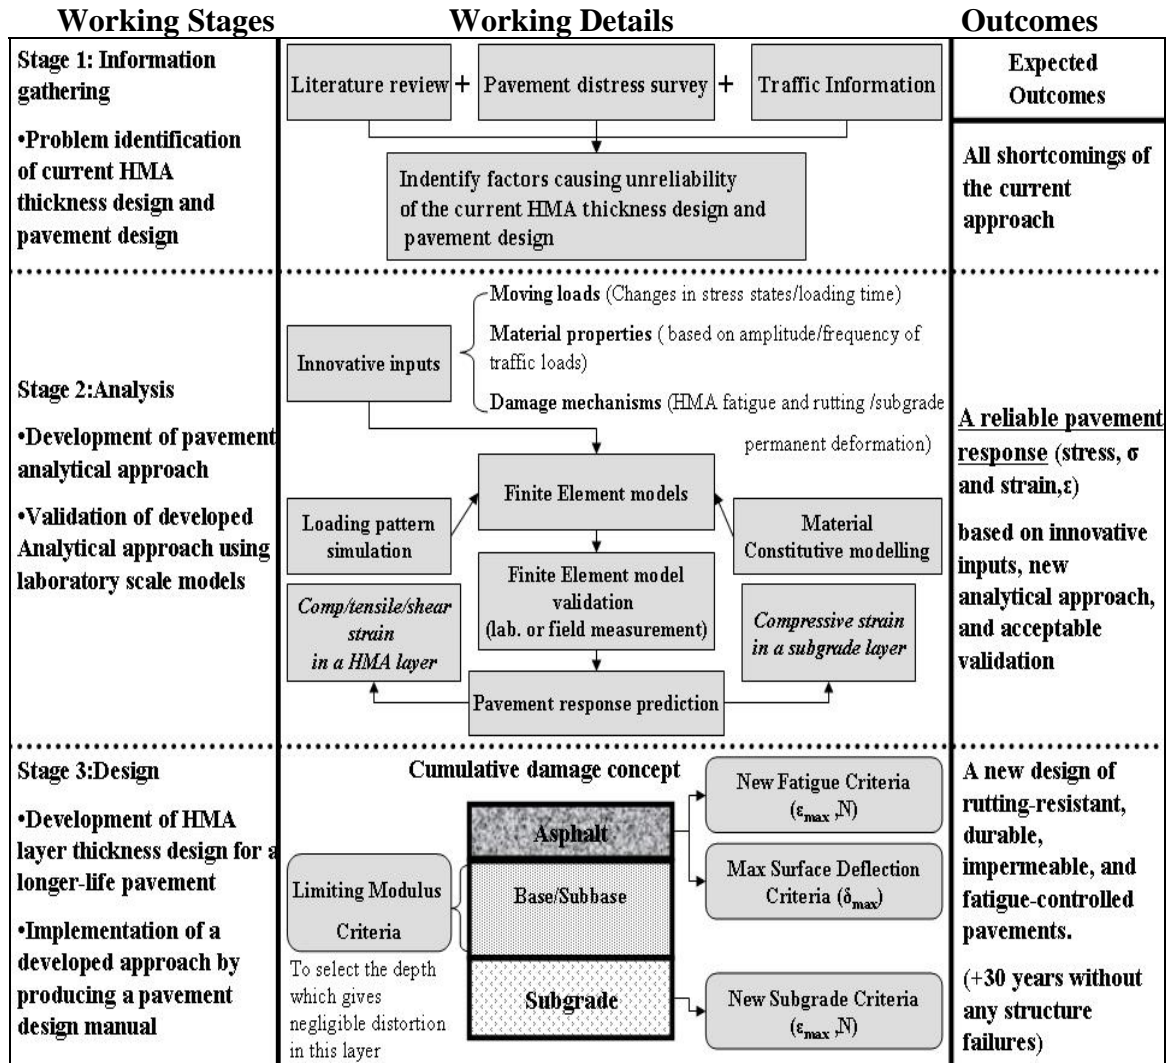 Working Stages
Working Details
Outcomes
Stage 1: Information
gathering
•Problem identification
of current HMA
thickness design and
pavement design
Literature review
+
Pavement distress survey
+
Traffic Information
Indentify factors causing unreliability
of the current HMA thickness design and
pavement design
Expected
Outcomes
All shortcomings of
the current
approach
Stage 2:Analysis
•Development of pavement
analytical approach
•Validation of developed
Analytical approach using
laboratory scale models
Innovative inputs
Moving loads (Changes in stress states/loading time)
Material properties ( based on amplitude/frequency of
traffic loads)
Damage mechanisms (HMA fatigue and rutting /subgrade
permanent deformation)
Finite Element models
Loading pattern
simulation
Material
Constitutive modelling
Finite Element model
validation
(lab. or field measurement)
Comp/tensile/shear
strain
in a HMA layer
Compressive strain
in a subgrade layer
Pavement response prediction
A reliable pavement
response (stress, σ
and strain,ε)
based on innovative
inputs, new
analytical approach,
and acceptable
validation
Stage 3:Design
•Development of HMA
layer thickness design for a
longer-life pavement
•Implementation of a
developed approach by
producing a pavement
design manual
Cumulative damage concept
Asphalt
Base/Subbase
Subgrade
Limiting Modulus
Criteria
To select the depth
which gives
negligible distortion
in this layer
New Fatigue Criteria
(εmax ,N)
Max Surface Deflection
Criteria (δmax)
New Subgrade Criteria
(εmax ,N)
A new design of
rutting-resistant,
durable,
impermeable, and
fatigue-controlled
pavements.
(+30 years without
any structure
failures)